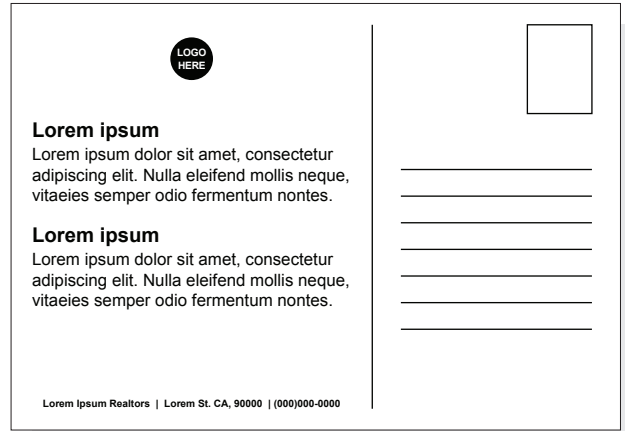 LOGO
HERE
Lorem ipsum
Lorem ipsum dolor sit amet, consectetur
adipiscing elit. Nulla eleifend mollis neque,
vitaeies semper odio fermentum nontes.
Lorem ipsum
Lorem ipsum dolor sit amet, consectetur
adipiscing elit. Nulla eleifend mollis neque,
vitaeies semper odio fermentum nontes.
Lorem Ipsum Realtors | Lorem St. CA, 90000 | (000)000-0000